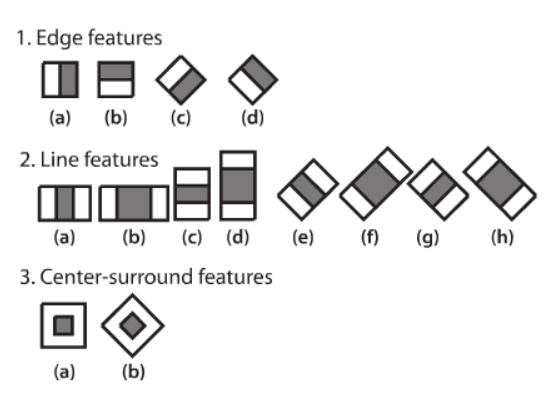 1. Edge features
(a) (b) (c) (d)
2. Line features
(a) (b) (c) (d) (e) (f) (g) (h)
3. Center-surround features
(a) (b)